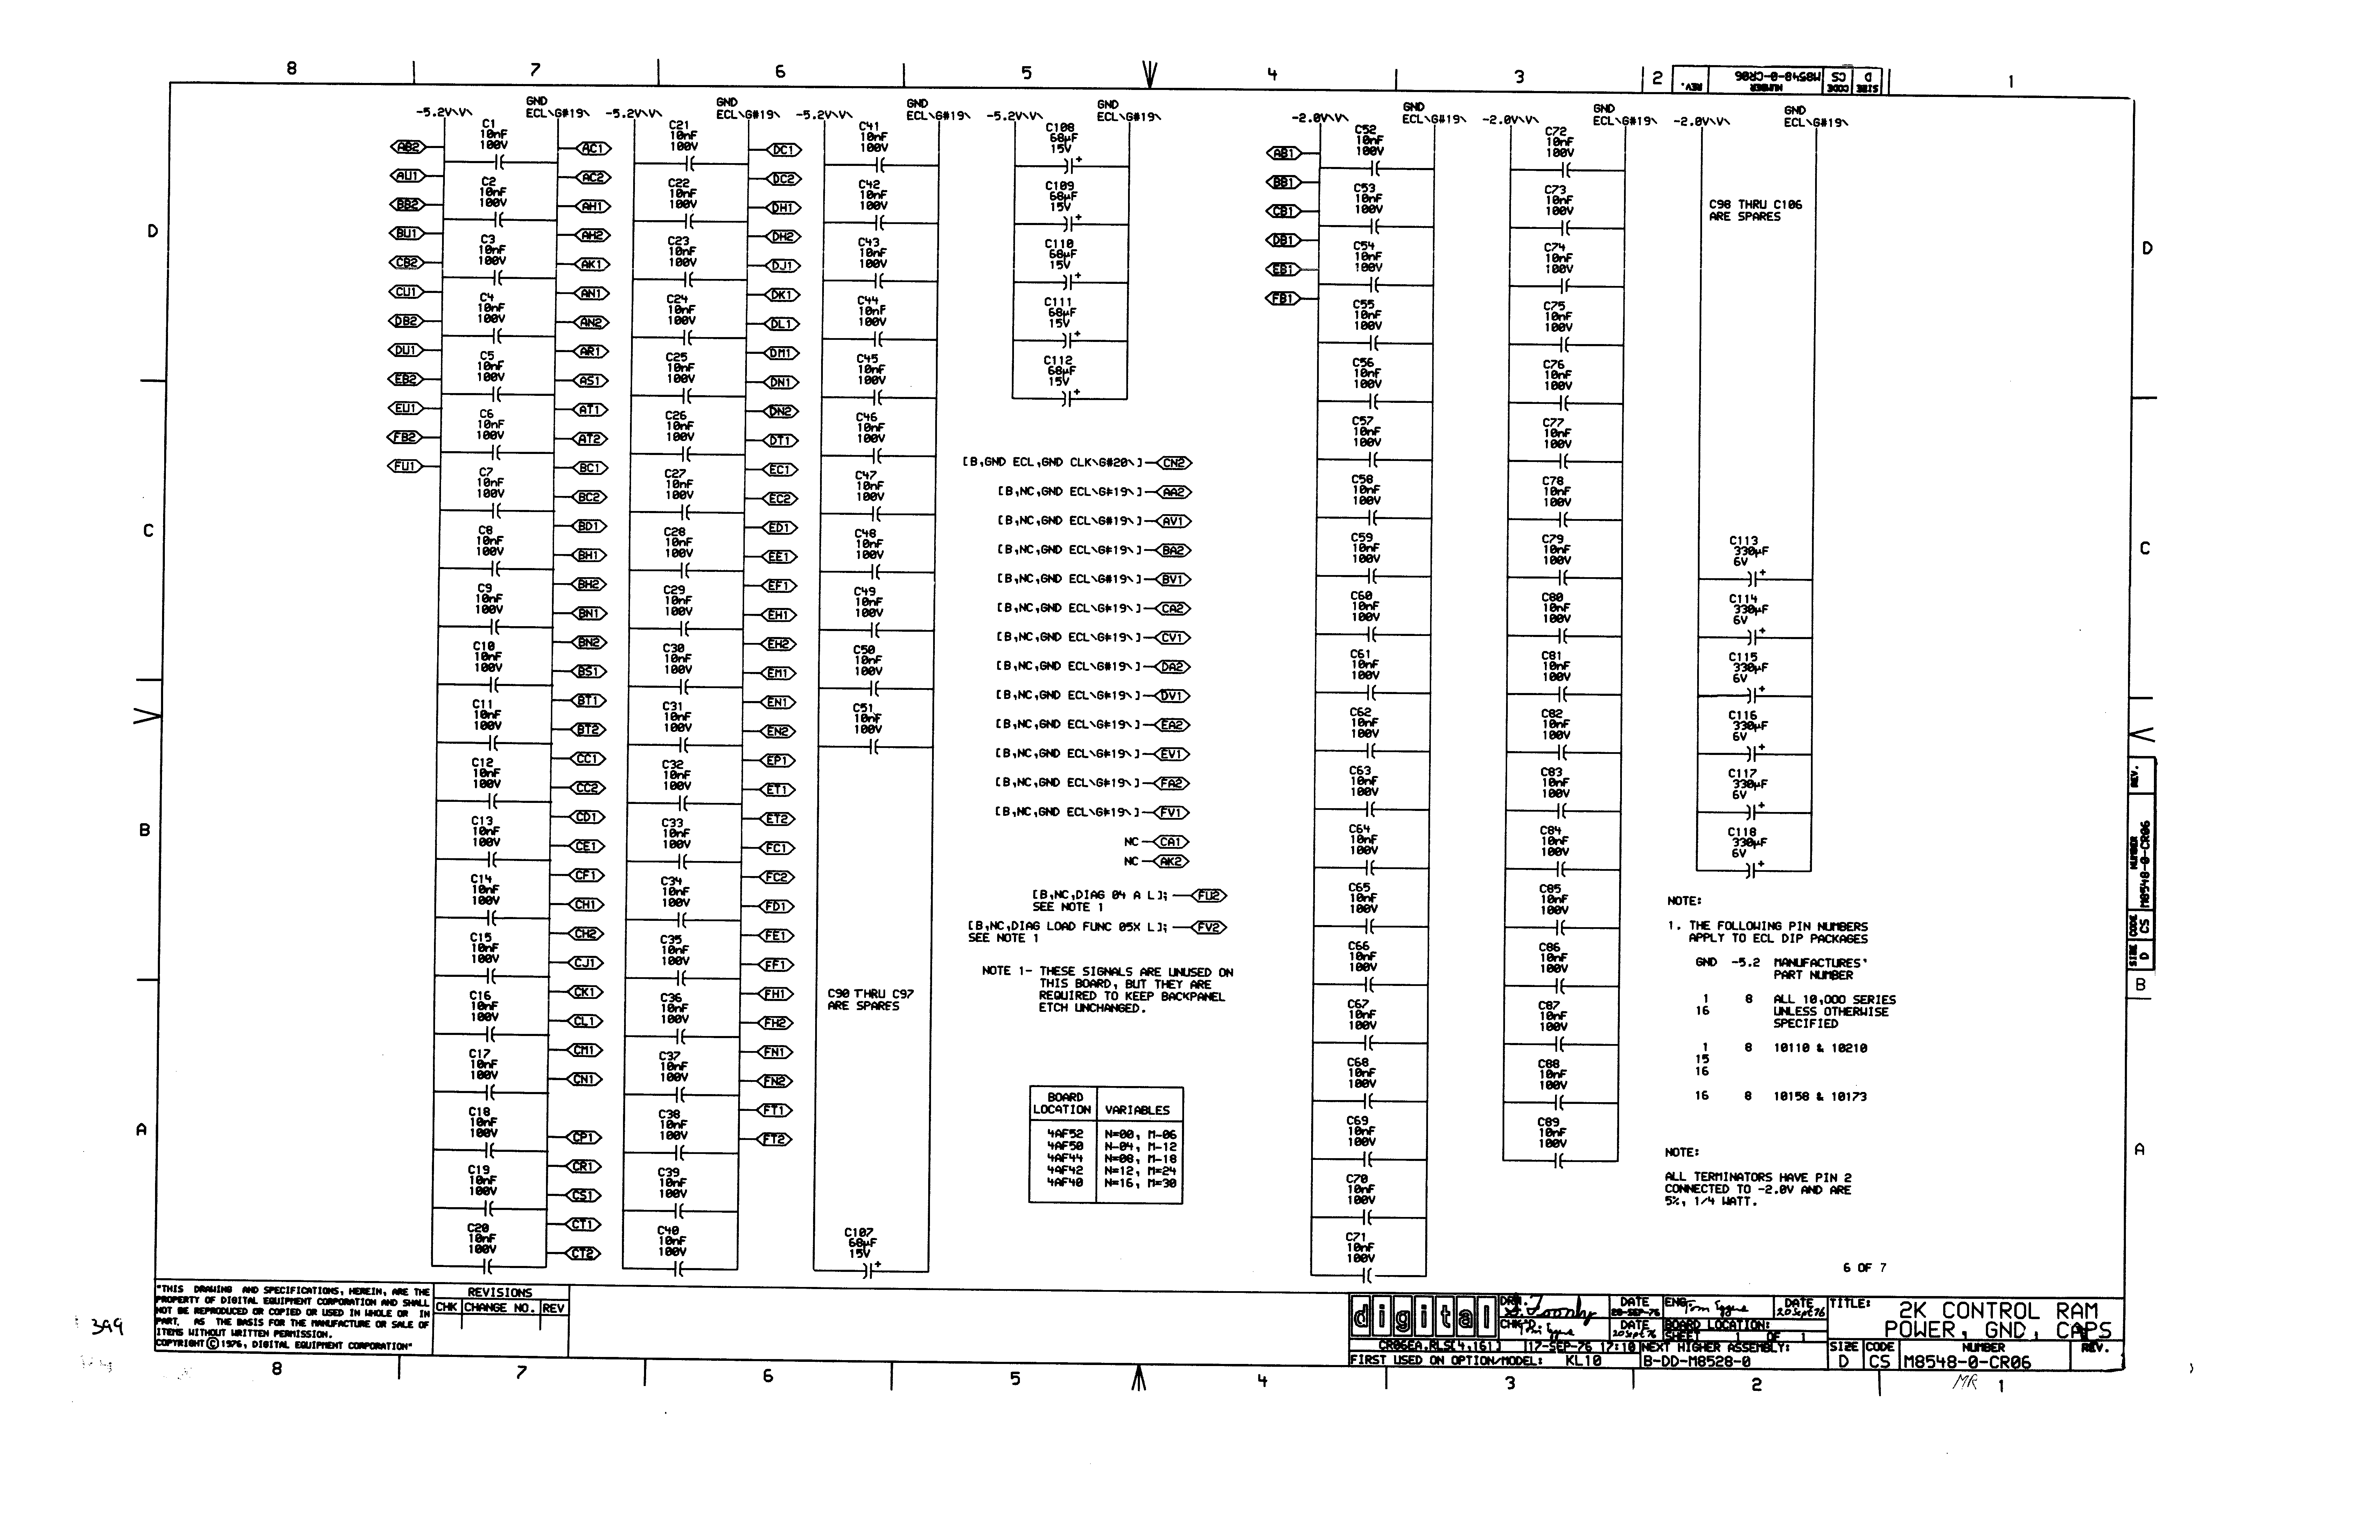 8 7 6 5 4 3 2 1
SIZE D CODE CS NUMBER M8548-0-CR06 REV.
-5.2V\V\ GND ECL\G#19\ -5.2V\V\ GND ECL\G#19\ -5.2V\V\ GND ECL\G#19\ -5.2V\V\ GND ECL\G#19\ -2.0V\V\ GND ECL\G#19\ -2.0V\V\ GND ECL\G#19\ -2.0V\V\ GND ECL\G#19\
D
C
B
A
AB2
AU1
BB2
BU1
CB2
CU1
DB2
DU1
EB2
EU1
FB2
FU1
C1 10nF 100V
C2 10nF 100V
C3 10nF 100V
C4 10nF 100V
C5 10nF 100V
C6 10nF 100V
C7 10nF 100V
C8 10nF 100V
C9 10nF 100V
C10 10nF 100V
C11 10nF 100V
C12 10nF 100V
C13 10nF 100V
C14 10nF 100V
C15 10nF 100V
C16 10nF 100V
C17 10nF 100V
C18 10nF 100V
C19 10nF 100V
C20 10nF 100V
AC1
AC2
AH1
AH2
AK1
AN1
AN2
AR1
AS1
AT1
AT2
BC1
BC2
BD1
BH1
BH2
BN1
BN2
BS1
BT1
BT2
CC1
CC2
CD1
CE1
CF1
CH1
CH2
CJ1
CK1
CL1
CM1
CN1
CP1
CR1
CS1
CT1
CT2
C21 10nF 100V
C22 10nF 100V
C23 10nF 100V
C24 10nF 100V
C25 10nF 100V
C26 10nF 100V
C27 10nF 100V
C28 10nF 100V
C29 10nF 100V
C30 10nF 100V
C31 10nF 100V
C32 10nF 100V
C33 10nF 100V
C34 10nF 100V
C35 10nF 100V
C36 10nF 100V
C37 10nF 100V
C38 10nF 100V
C39 10nF 100V
C40 10nF 100V
DC1
DC2
DH1
DH2
DJ1
DK1
DL1
DM1
DN1
DN2
DT1
EC1
EC2
ED1
EE1
EF1
EH1
EH2
EM1
EN1
EN2
EP1
ET1
ET2
FC1
FC2
FD1
FE1
FF1
FH1
FH2
FN1
FN2
FT1
FT2
C41 10nF 100V
C42 10nF 100V
C43 10nF 100V
C44 10nF 100V
C45 10nF 100V
C46 10nF 100V
C47 10nF 100V
C48 10nF 100V
C49 10nF 100V
C50 10nF 100V
C51 10nF 100V
C90 THRU C97
ARE SPARES
C107 68µF 15V +
C108 68µF 15V +
C109 68µF 15V +
C110 68µF 15V +
C111 68µF 15V +
C112 68µF 15V +
[B,GND ECL,GND CLK\G#20\] CN2
[B,NC,GND ECL\G#19\] AA2
[B,NC,GND ECL\G#19\] AV1
[B,NC,GND ECL\G#19\] BA2
[B,NC,GND ECL\G#19\] BV1
[B,NC,GND ECL\G#19\] CA2
[B,NC,GND ECL\G#19\] CV1
[B,NC,GND ECL\G#19\] DA2
[B,NC,GND ECL\G#19\] DV1
[B,NC,GND ECL\G#19\] EA2
[B,NC,GND ECL\G#19\] EV1
[B,NC,GND ECL\G#19\] FA2
[B,NC,GND ECL\G#19\] FV1
NC CA1
NC AK2
[B,NC,DIAG 04 A L]; FU2
SEE NOTE 1
[B,NC,DIAG LOAD FUNC 05X L]; FV2
SEE NOTE 1
NOTE 1- THESE SIGNALS ARE UNUSED ON
THIS BOARD, BUT THEY ARE
REQUIRED TO KEEP BACKPANEL
ETCH UNCHANGED.
BOARD LOCATION VARIABLES
4AF52 N=00, M-06
4AF50 N-04, M-12
4AF44 N=08, M-18
4AF42 N=12, M=24
4AF40 N=16, M=30
AB1
BB1
CB1
DB1
EB1
FB1
C52 10nF 100V
C53 10nF 100V
C54 10nF 100V
C55 10nF 100V
C56 10nF 100V
C57 10nF 100V
C58 10nF 100V
C59 10nF 100V
C60 10nF 100V
C61 10nF 100V
C62 10nF 100V
C63 10nF 100V
C64 10nF 100V
C65 10nF 100V
C66 10nF 100V
C67 10nF 100V
C68 10nF 100V
C69 10nF 100V
C70 10nF 100V
C71 10nF 100V
C72 10nF 100V
C73 10nF 100V
C74 10nF 100V
C75 10nF 100V
C76 10nF 100V
C77 10nF 100V
C78 10nF 100V
C79 10nF 100V
C80 10nF 100V
C81 10nF 100V
C82 10nF 100V
C83 10nF 100V
C84 10nF 100V
C85 10nF 100V
C86 10nF 100V
C87 10nF 100V
C88 10nF 100V
C89 10nF 100V
C98 THRU C106
ARE SPARES
C113 330µF 6V +
C114 330µF 6V +
C115 330µF 6V +
C116 330µF 6V +
C117 330µF 6V +
C118 330µF 6V +
NOTE:
1. THE FOLLOWING PIN NUMBERS
APPLY TO ECL DIP PACKAGES
GND -5.2 MANUFACTURES'
PART NUMBER
1 8 ALL 10,000 SERIES
16 UNLESS OTHERWISE
SPECIFIED
1 8 10110 & 10210
15
16
16 8 10158 & 10173
NOTE:
ALL TERMINATORS HAVE PIN 2
CONNECTED TO -2.0V AND ARE
5%, 1/4 WATT.
6 OF 7
D
C
SIZE D CODE CS NUMBER M8548-0-CR06 REV.
B
A
"THIS DRAWING AND SPECIFICATIONS, HEREIN, ARE THE
PROPERTY OF DIGITAL EQUIPMENT CORPORATION AND SHALL
NOT BE REPRODUCED OR COPIED OR USED IN WHOLE OR IN
PART, AS THE BASIS FOR THE MANUFACTURE OR SALE OF
ITEMS WITHOUT WRITTEN PERMISSION.
COPYRIGHT © 1976, DIGITAL EQUIPMENT CORPORATION"
REVISIONS
CHK CHANGE NO. REV
digital
DRN.
DATE 20-SEP-76
ENG. Tom Eggers
DATE 20 Sept 76
CHK'D
DATE 20 Sept 76
BOARD LOCATION:
SHEET 1 OF 1
CR06EA.RLS[4,161] 17-SEP-76 17:10 NEXT HIGHER ASSEMBLY:
FIRST USED ON OPTION/MODEL: KL10 B-DD-M8528-0
TITLE: 2K CONTROL RAM
POWER, GND, CAPS
SIZE D CODE CS NUMBER M8548-0-CR06 REV.
399
8 7 6 5 4 3 2 1
MR